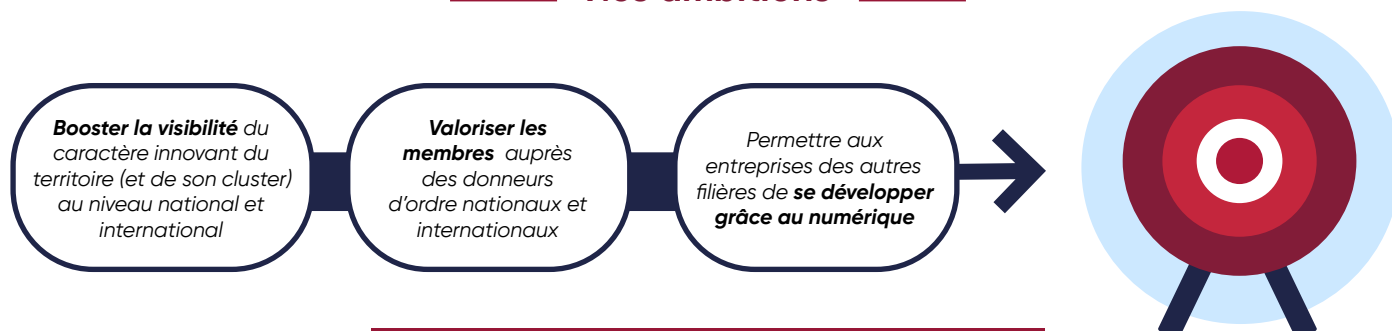 Nos ambitions
Booster la visibilité du
caractère innovant du
territoire (et de son cluster)
au niveau national et
international
Valoriser les
membres auprès
des donneurs
d'ordre nationaux et
internationaux
Permettre aux
entreprises des autres
filières de se développer
grâce au numérique